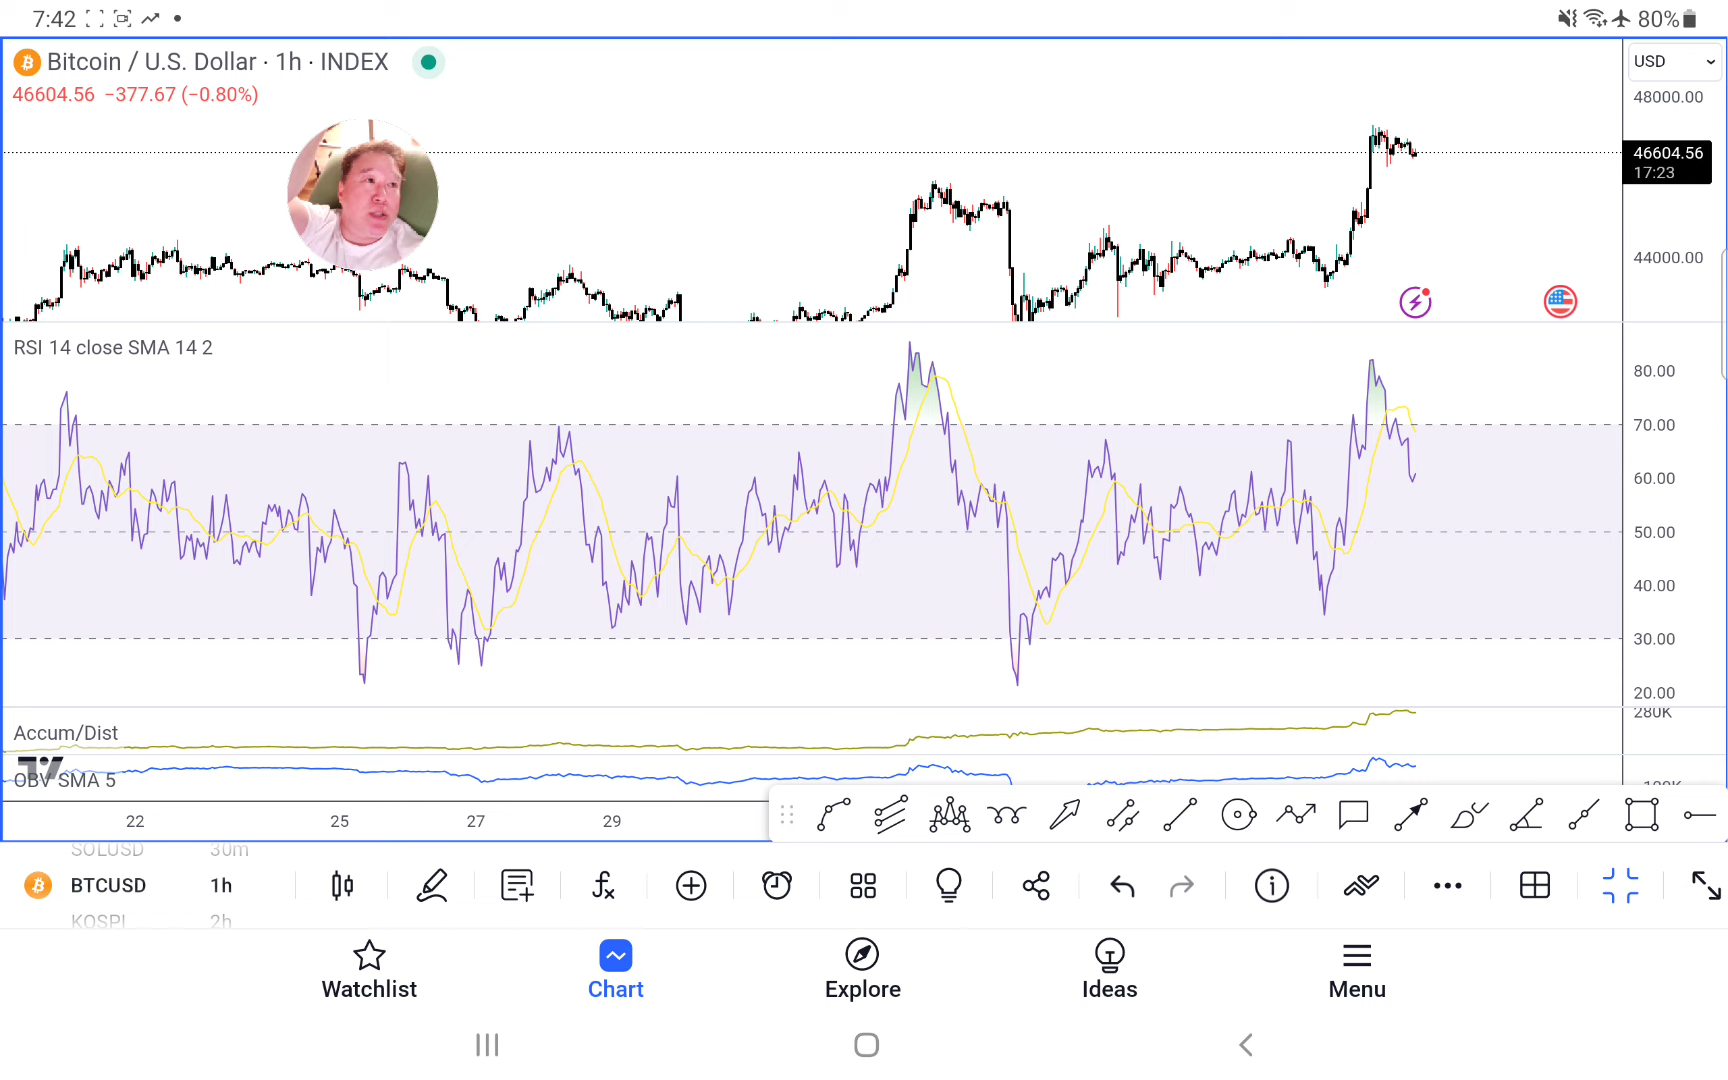 7:42
80%
Bitcoin / U.S. Dollar · 1h · INDEX
USD
46604.56 −377.67 (−0.80%)
48000.00
46604.56
17:23
44000.00
RSI 14 close SMA 14 2
80.00
70.00
60.00
50.00
40.00
30.00
20.00
280K
Accum/Dist
OBV SMA 5
22
25
27
29
SOLUSD 30m
BTCUSD 1h
KOSPI 2h
Watchlist
Chart
Explore
Ideas
Menu